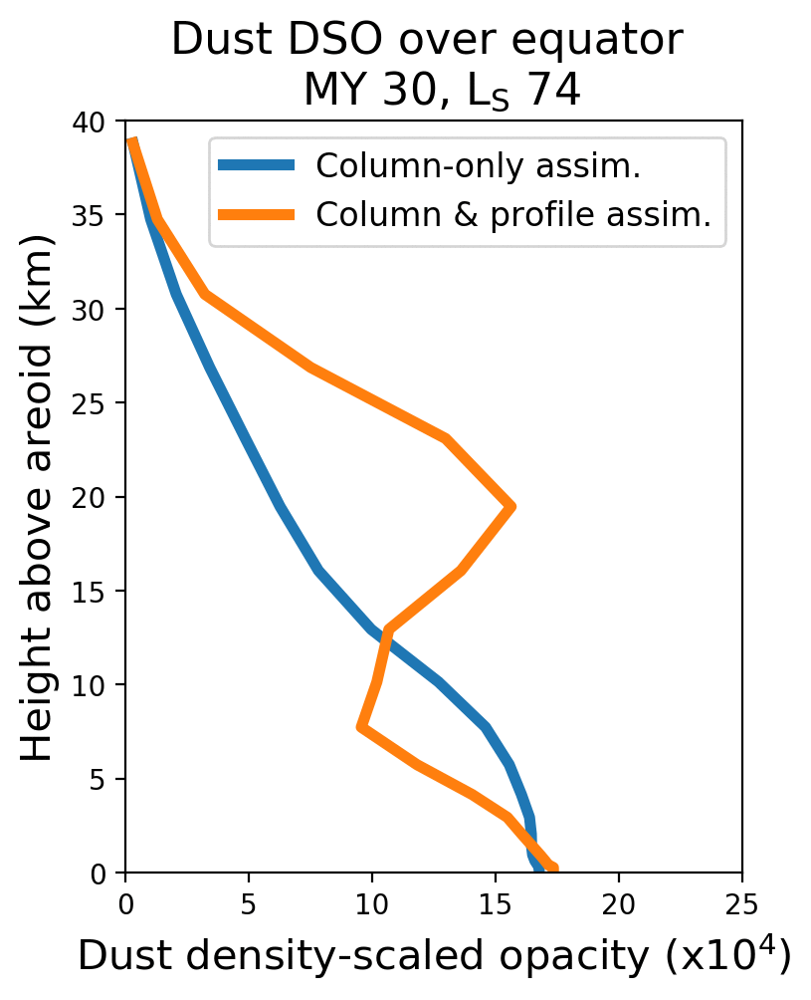 Dust DSO over equator
MY 30, L_S 74
Column-only assim.
Column & profile assim.
Height above areoid (km)
40
35
30
25
20
15
10
5
0
0 5 10 15 20 25
Dust density-scaled opacity (x10⁴)